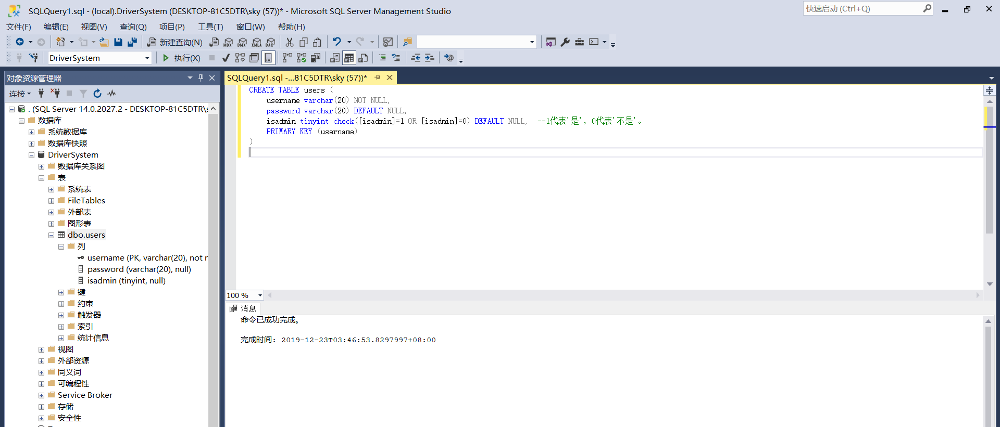 SQLQuery1.sql - (local).DriverSystem (DESKTOP-81C5DTR\sky (57))* - Microsoft SQL Server Management Studio
快速启动 (Ctrl+Q)
文件(F) 编辑(E) 视图(V) 查询(Q) 项目(P) 工具(T) 窗口(W) 帮助(H)
新建查询(N) MDX DMX XMLA DAX
DriverSystem 执行(X)
对象资源管理器
连接
. (SQL Server 14.0.2027.2 - DESKTOP-81C5DTR\s
数据库
系统数据库
数据库快照
DriverSystem
数据库关系图
表
系统表
FileTables
外部表
图形表
dbo.users
列
username (PK, varchar(20), not n
password (varchar(20), null)
isadmin (tinyint, null)
键
约束
触发器
索引
统计信息
视图
外部资源
同义词
可编程性
Service Broker
存储
安全性
SQLQuery1.sql -...81C5DTR\sky (57))*
CREATE TABLE users (
username varchar(20) NOT NULL,
password varchar(20) DEFAULT NULL,
isadmin tinyint check([isadmin]=1 OR [isadmin]=0) DEFAULT NULL, --1代表'是', 0代表'不是'。
PRIMARY KEY (username)
)
100 %
消息
命令已成功完成。
完成时间: 2019-12-23T03:46:53.8297997+08:00